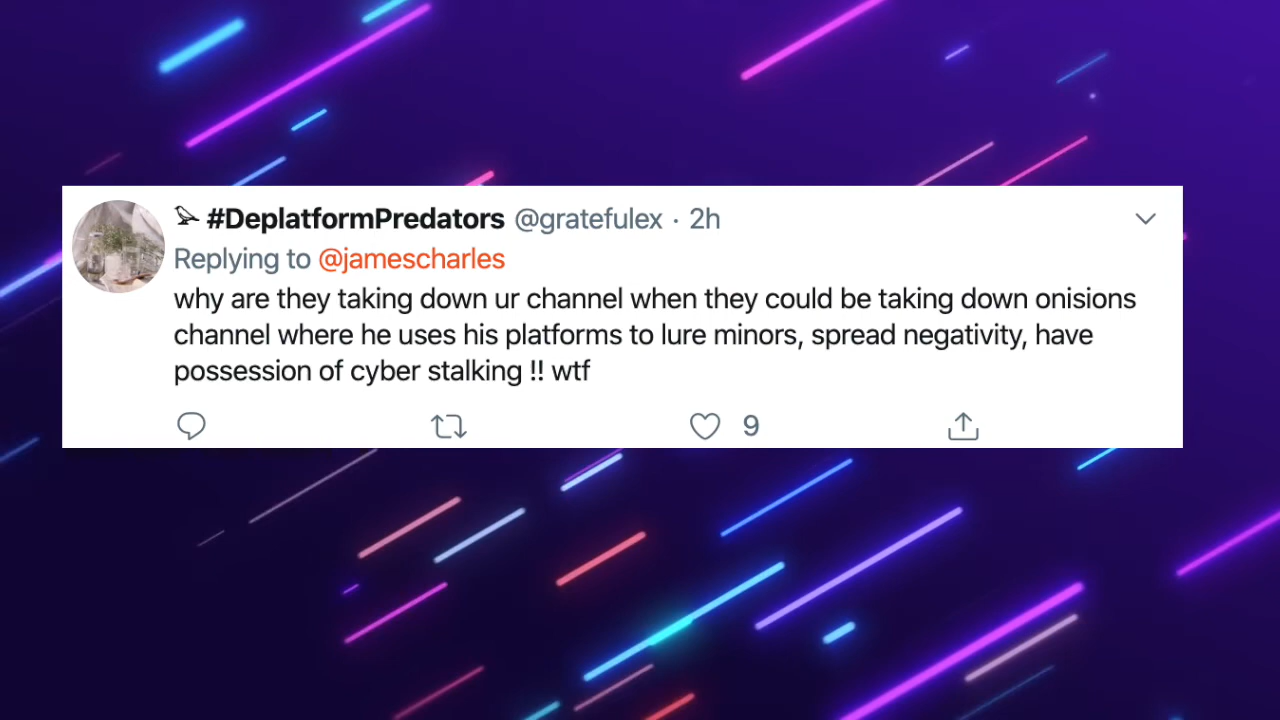 #DeplatformPredators @gratefulex · 2h
Replying to @jamescharles
why are they taking down ur channel when they could be taking down onisions
channel where he uses his platforms to lure minors, spread negativity, have
possession of cyber stalking !! wtf
9